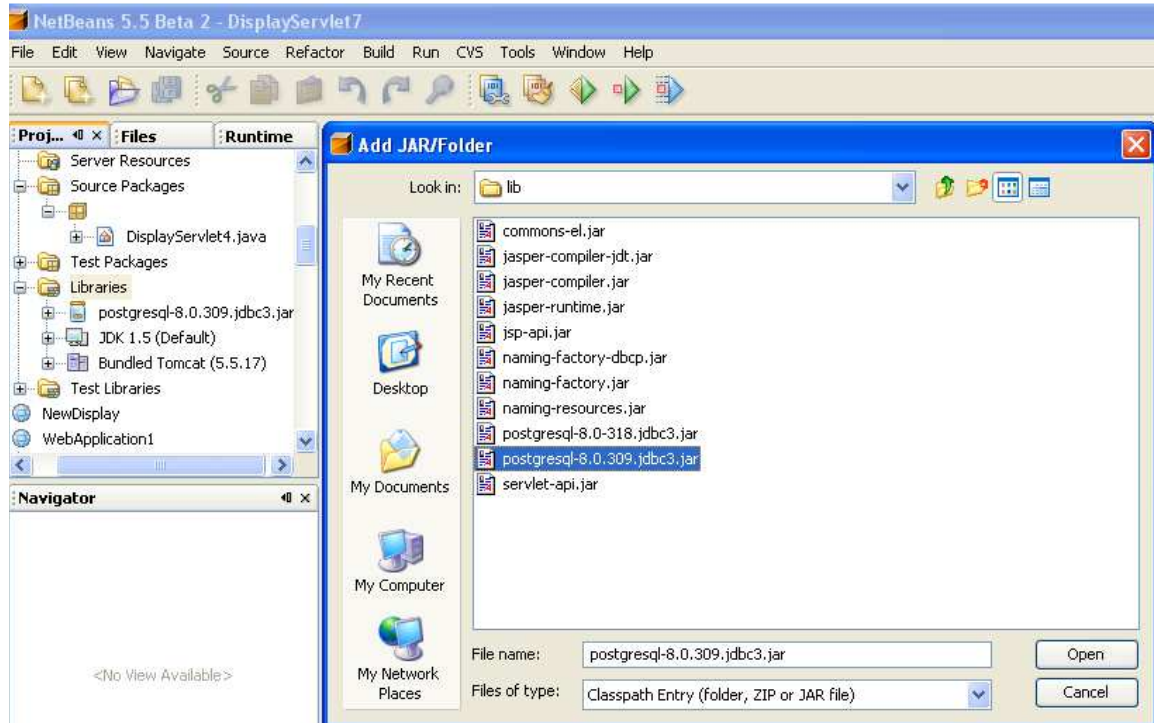 NetBeans 5.5 Beta 2 - DisplayServlet7
File Edit View Navigate Source Refactor Build Run CVS Tools Window Help
Proj... Files Runtime
Server Resources
Source Packages
DisplayServlet4.java
Test Packages
Libraries
postgresql-8.0.309.jdbc3.jar
JDK 1.5 (Default)
Bundled Tomcat (5.5.17)
Test Libraries
NewDisplay
WebApplication1
Navigator
<No View Available>
Add JAR/Folder
Look in: lib
My Recent
Documents
Desktop
My Documents
My Computer
My Network
Places
commons-el.jar
jasper-compiler-jdt.jar
jasper-compiler.jar
jasper-runtime.jar
jsp-api.jar
naming-factory-dbcp.jar
naming-factory.jar
naming-resources.jar
postgresql-8.0-318.jdbc3.jar
postgresql-8.0.309.jdbc3.jar
servlet-api.jar
File name: postgresql-8.0.309.jdbc3.jar Open
Files of type: Classpath Entry (folder, ZIP or JAR file) Cancel